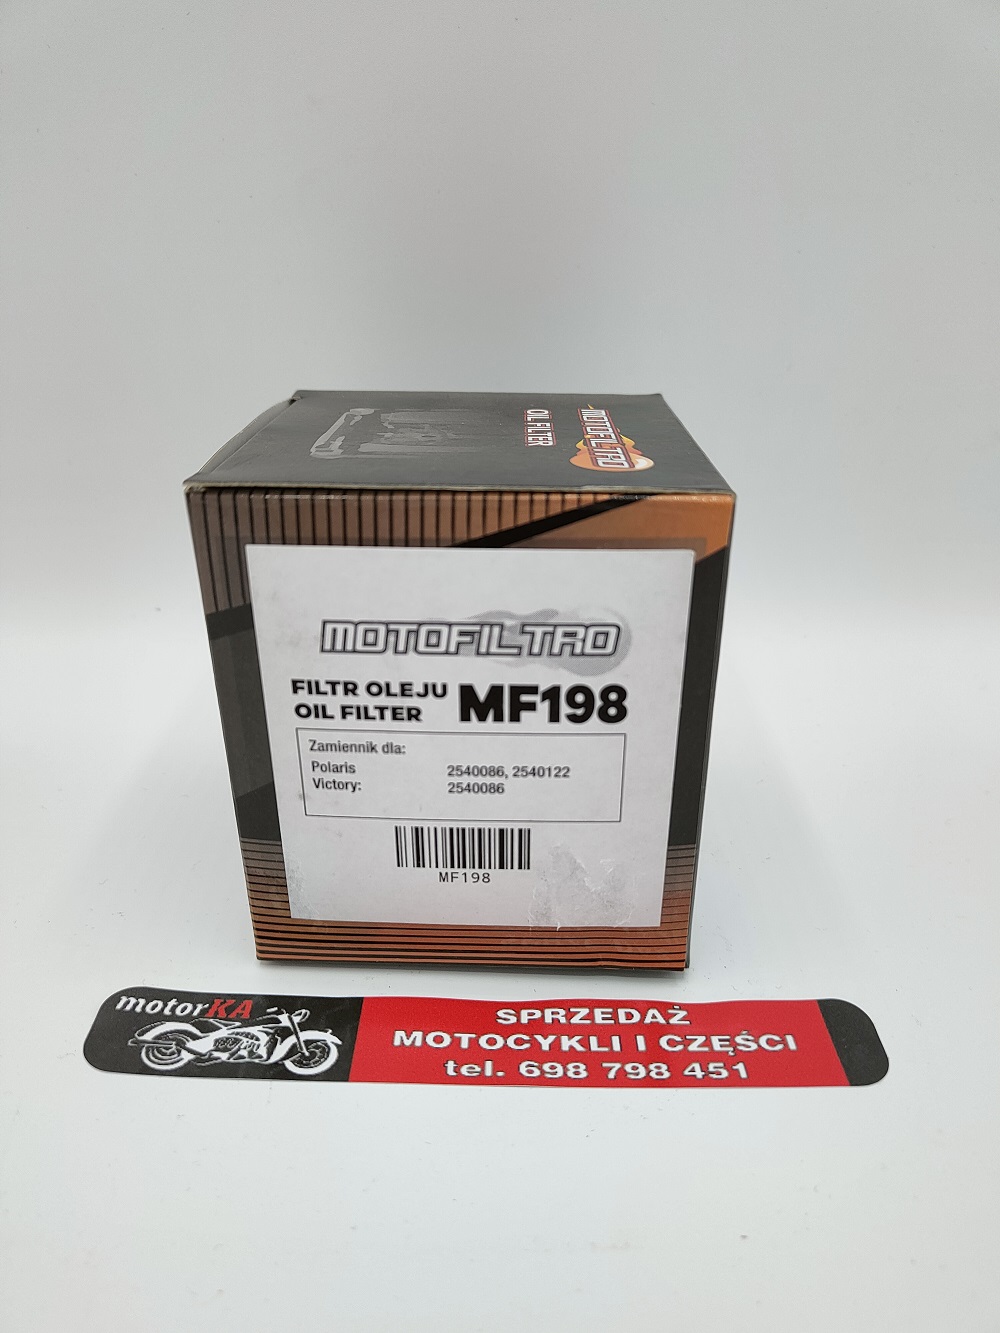 MOTOFILTRO
OIL FILTER
MOTOFILTRO
FILTR OLEJU
OIL FILTER
MF198
Zamiennik dla:
Polaris 2540086, 2540122
Victory: 2540086
MF198
motorKA
SPRZEDAŻ
MOTOCYKLI I CZĘŚCI
tel. 698 798 451